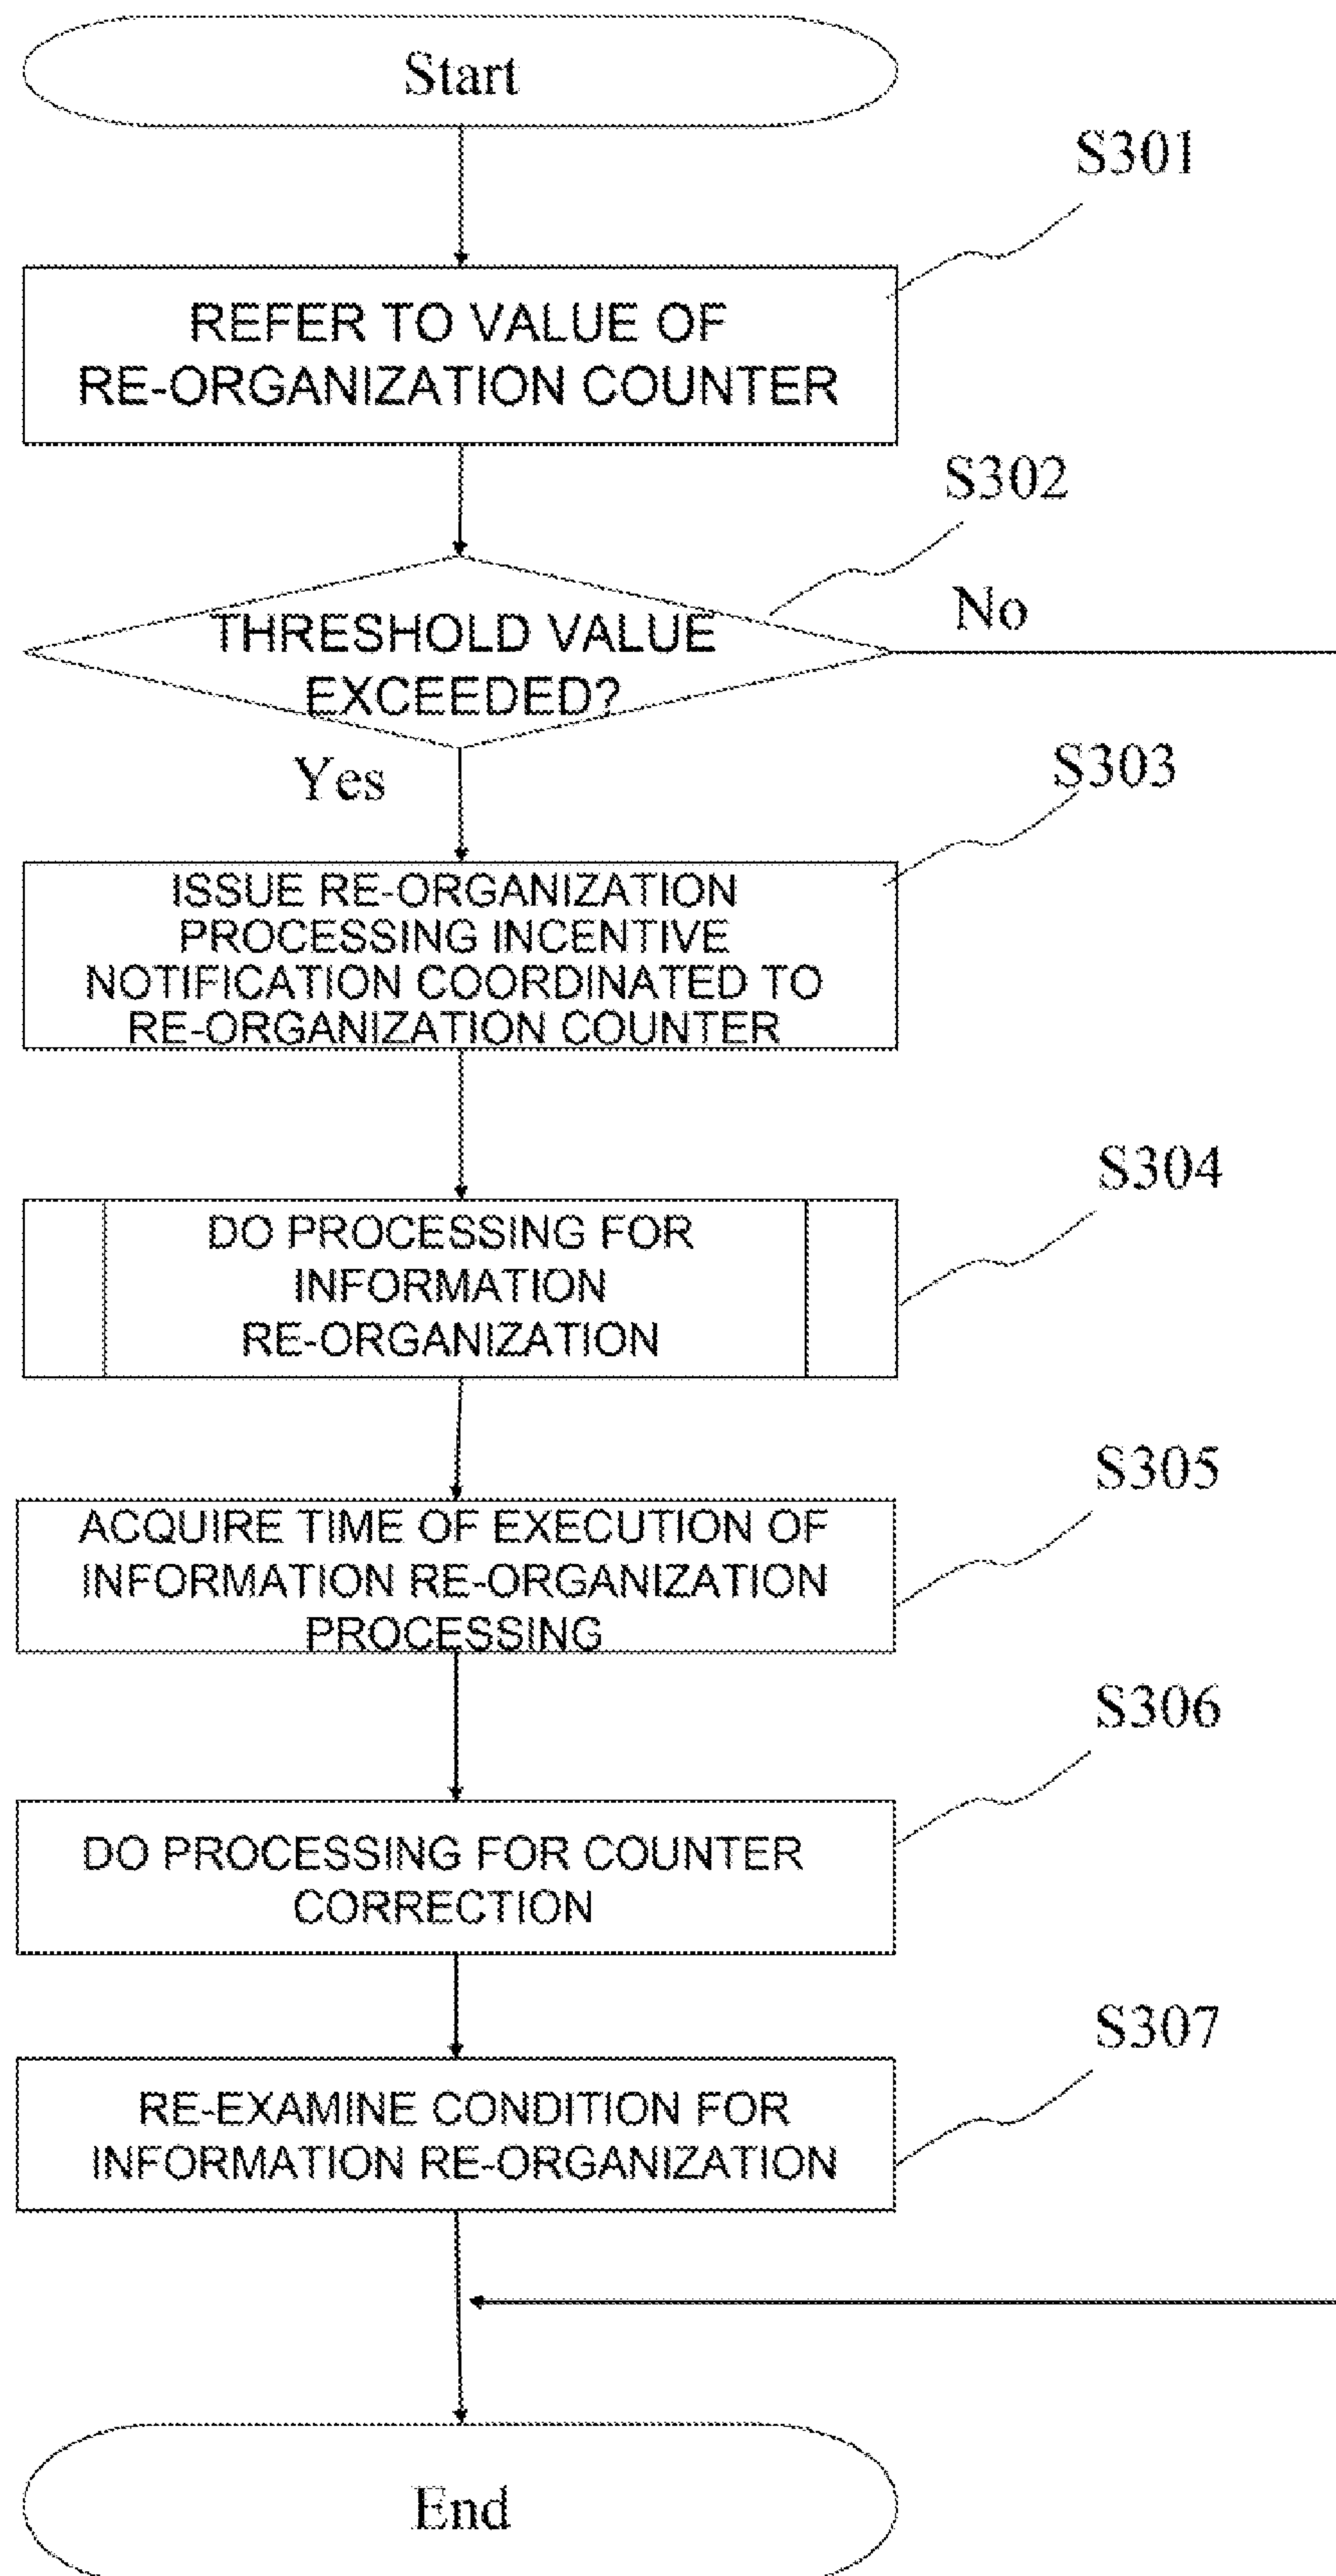 Start
S301
REFER TO VALUE OF
RE-ORGANIZATION COUNTER
S302
THRESHOLD VALUE
EXCEEDED?
No
Yes
S303
ISSUE RE-ORGANIZATION
PROCESSING INCENTIVE
NOTIFICATION COORDINATED TO
RE-ORGANIZATION COUNTER
S304
DO PROCESSING FOR
INFORMATION
RE-ORGANIZATION
S305
ACQUIRE TIME OF EXECUTION OF
INFORMATION RE-ORGANIZATION
PROCESSING
S306
DO PROCESSING FOR COUNTER
CORRECTION
S307
RE-EXAMINE CONDITION FOR
INFORMATION RE-ORGANIZATION
End